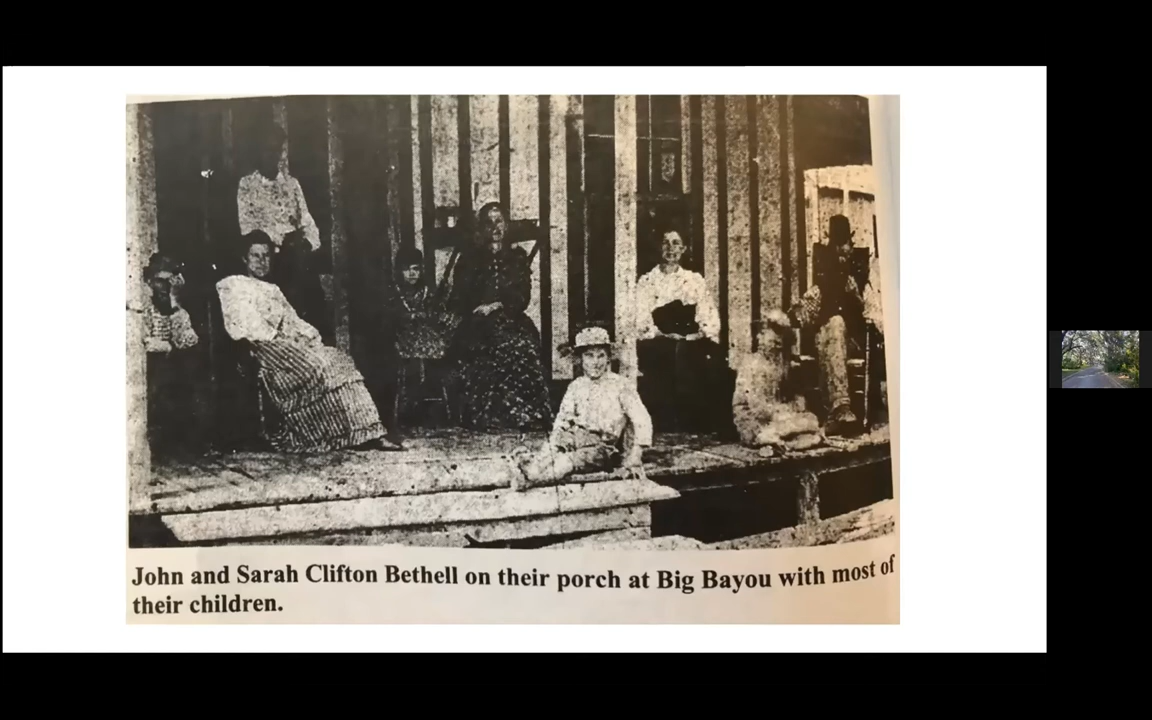 John and Sarah Clifton Bethell on their porch at Big Bayou with most of
their children.